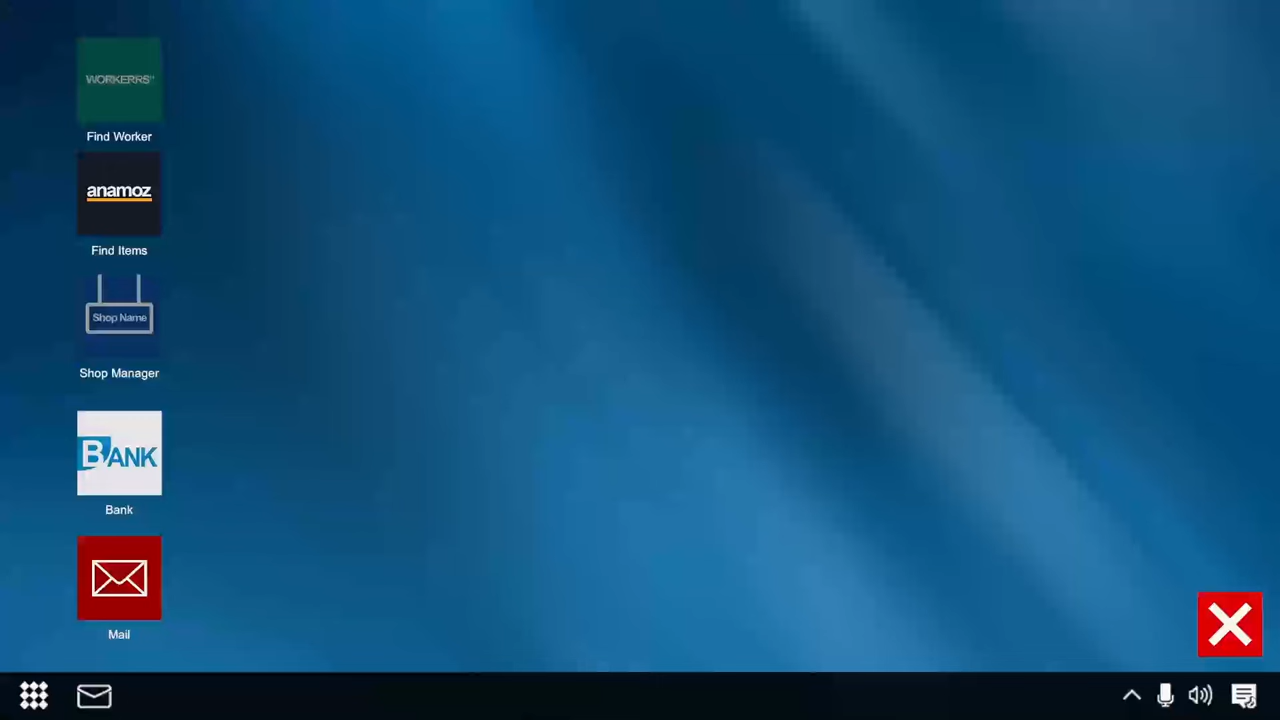 WORKERRS
Find Worker
anamoz
Find Items
Shop Name
Shop Manager
BANK
Bank
Mail